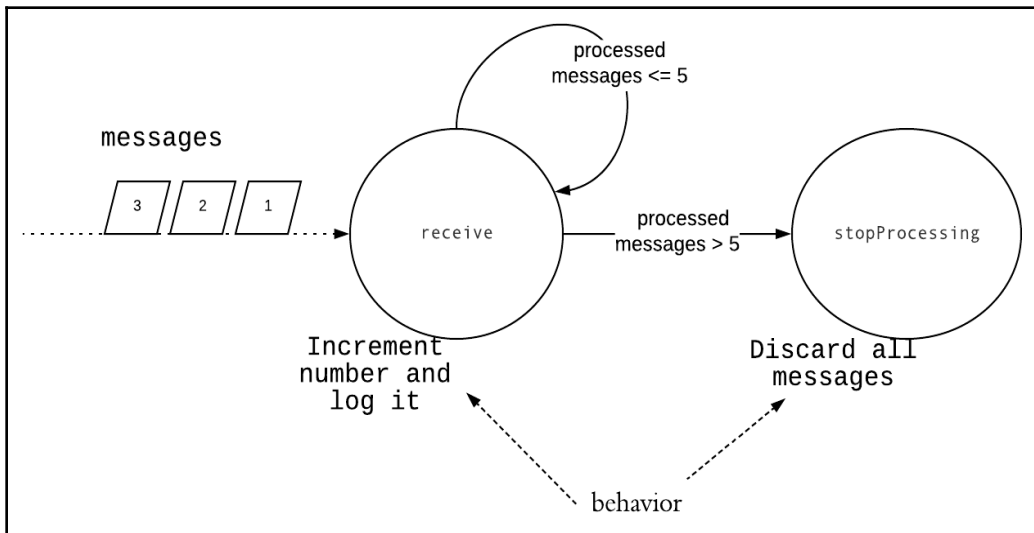 processed
messages <= 5
messages
3
2
1
receive
processed
messages > 5
stopProcessing
Increment
number and
log it
Discard all
messages
behavior